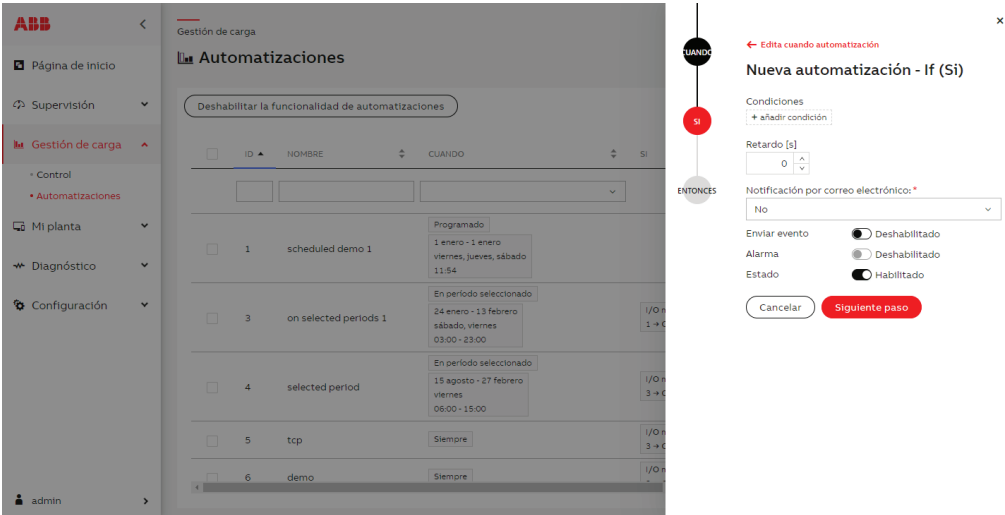 ABB
Página de inicio
Supervisión
Gestión de carga
Control
Automatizaciones
Mi planta
Diagnóstico
Configuración
admin
Gestión de carga
Automatizaciones
Deshabilitar la funcionalidad de automatizaciones
ID NOMBRE CUANDO SI
Programado
1 enero - 1 enero
viernes, jueves, sábado
11:54
1 scheduled demo 1
En período seleccionado
24 enero - 13 febrero
sábado, viernes
03:00 - 23:00
3 on selected periods 1
I/O
1 →
En período seleccionado
15 agosto - 27 febrero
viernes
06:00 - 15:00
4 selected period
I/O
3 →
5 tcp Siempre
I/O
3 →
6 demo Siempre
I/O
CUANDO
SI
ENTONCES
Edita cuando automatización
Nueva automatización - If (Si)
Condiciones
+ añadir condición
Retardo [s]
0
Notificación por correo electrónico: *
No
Enviar evento Deshabilitado
Alarma Deshabilitado
Estado Habilitado
Cancelar Siguiente paso